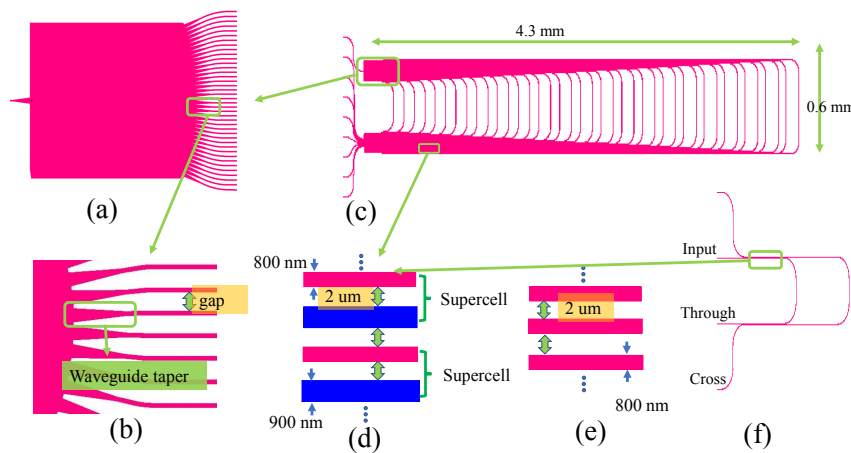 4.3 mm
0.6 mm
(a)
(c)
gap
Waveguide taper
(b)
800 nm
2 um
Supercell
Supercell
900 nm
(d)
2 um
800 nm
(e)
Input
Through
Cross
(f)